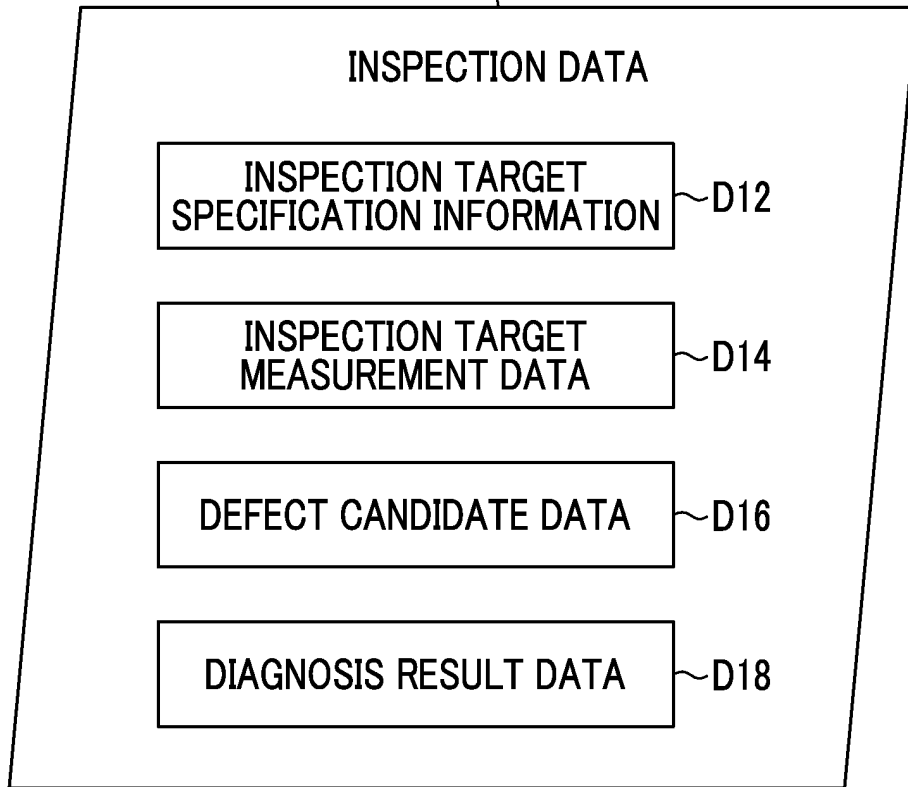 INSPECTION DATA
INSPECTION TARGET
SPECIFICATION INFORMATION
D12
INSPECTION TARGET
MEASUREMENT DATA
D14
DEFECT CANDIDATE DATA
D16
DIAGNOSIS RESULT DATA
D18